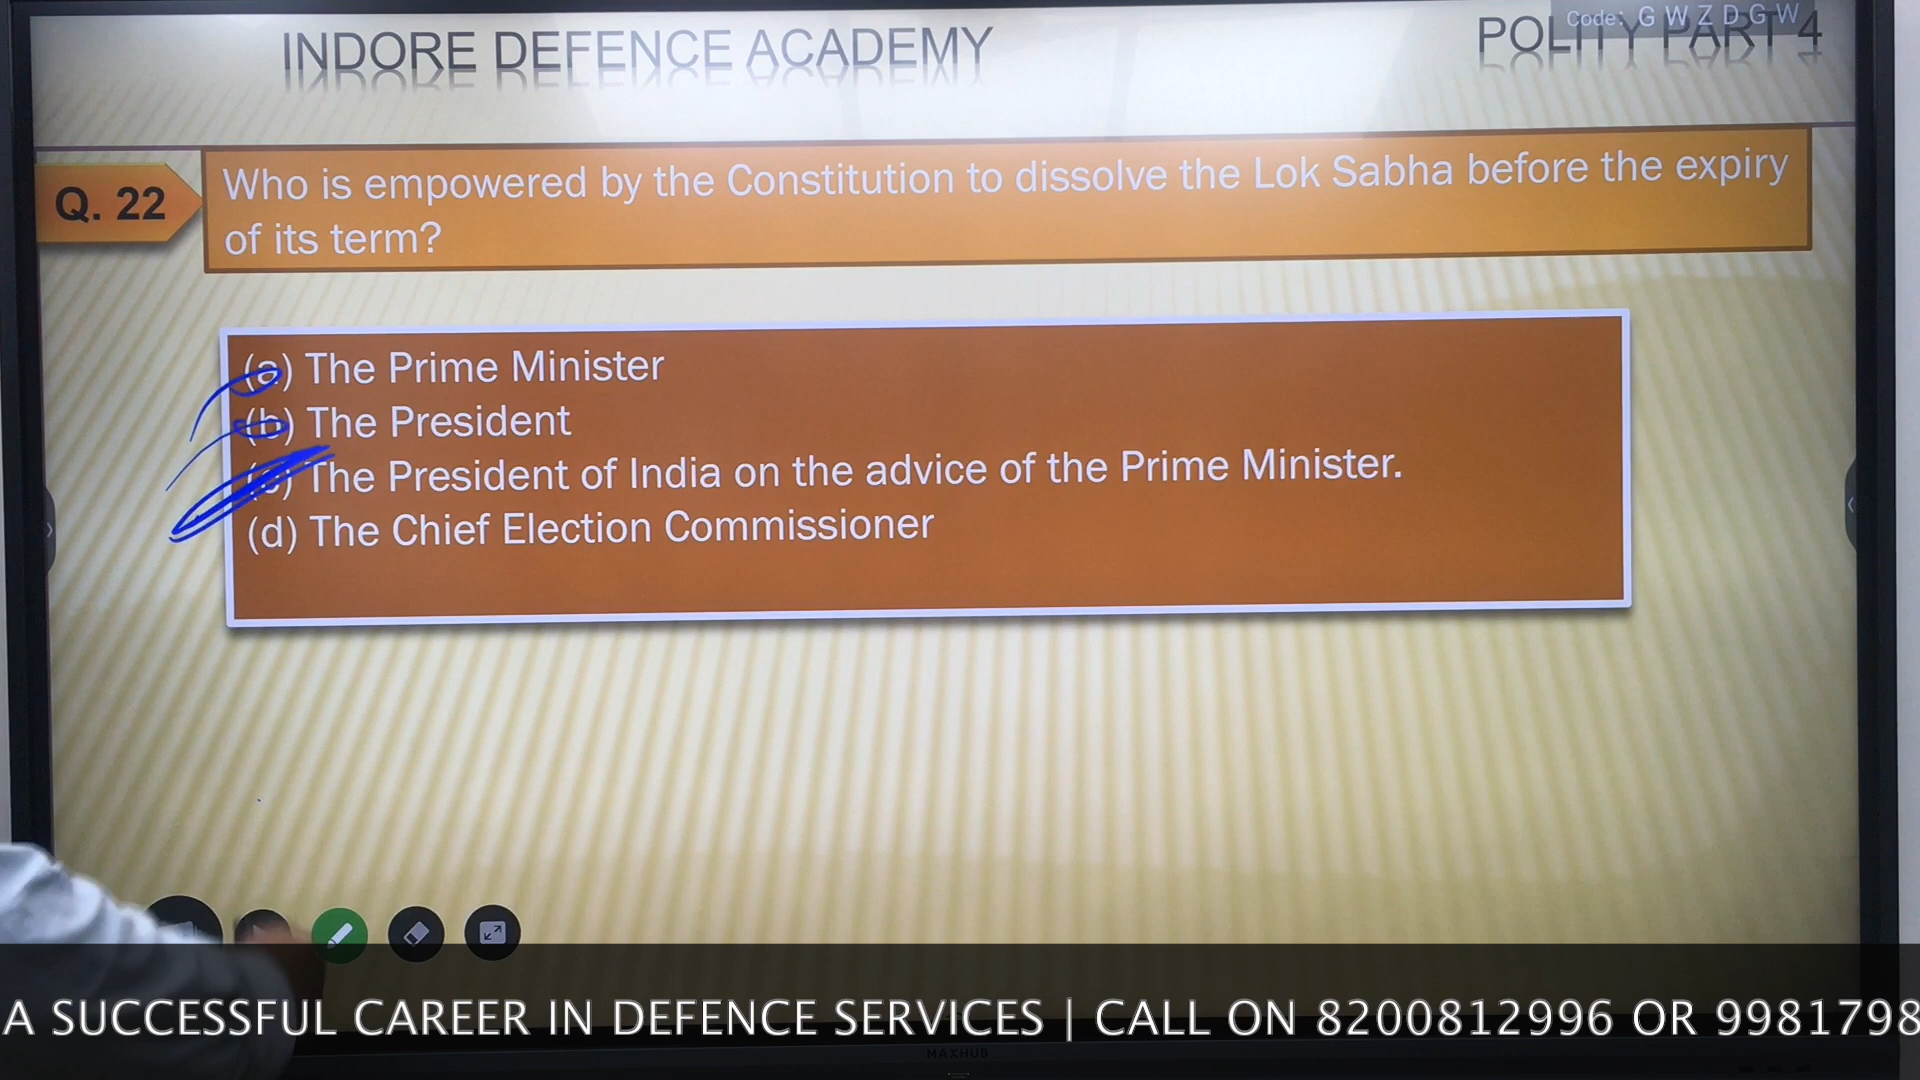 Code: G W Z D G W
INDORE DEFENCE ACADEMY
POLITY PART 4
Q. 22
Who is empowered by the Constitution to dissolve the Lok Sabha before the expiry
of its term?
(a) The Prime Minister
(b) The President
(c) The President of India on the advice of the Prime Minister.
(d) The Chief Election Commissioner
A SUCCESSFUL CAREER IN DEFENCE SERVICES | CALL ON 8200812996 OR 9981798
MAXHUB